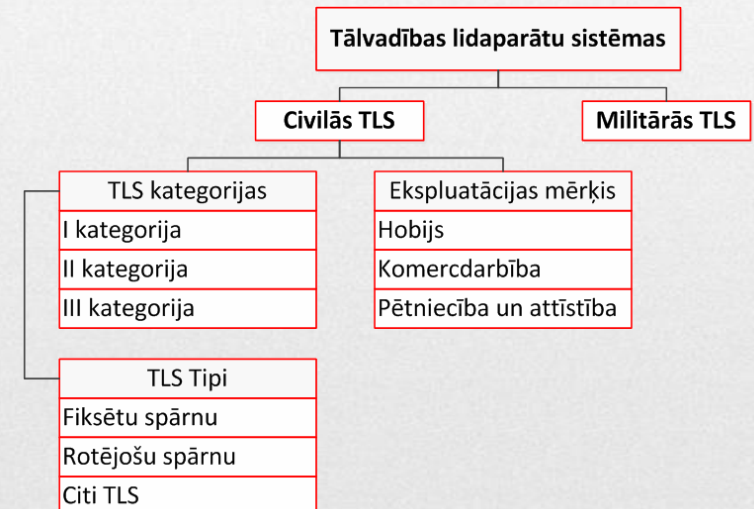 Tālvadības lidaparātu sistēmas
Civilās TLS
Militārās TLS
TLS kategorijas
I kategorija
II kategorija
III kategorija
Ekspluatācijas mērķis
Hobijs
Komercdarbība
Pētniecība un attīstība
TLS Tipi
Fiksētu spārnu
Rotējošu spārnu
Citi TLS